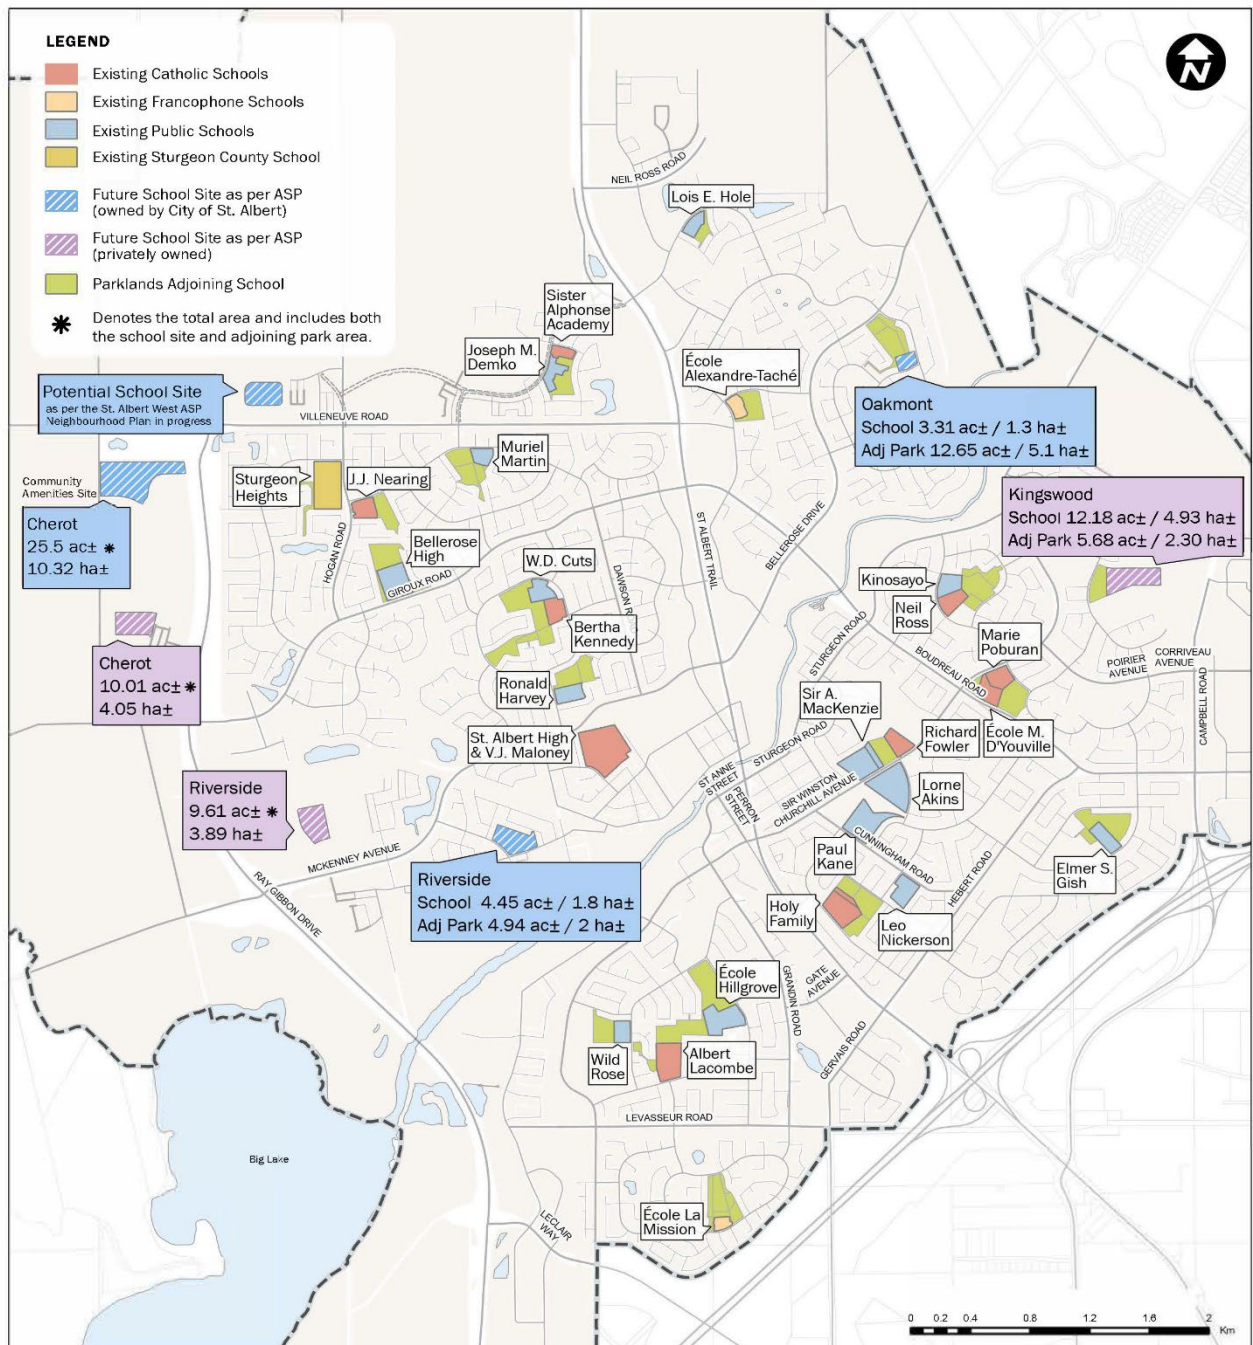 LEGEND
Existing Catholic Schools
Existing Francophone Schools
Existing Public Schools
Existing Sturgeon County School
Future School Site as per ASP
(owned by City of St. Albert)
Future School Site as per ASP
(privately owned)
Parklands Adjoining School
Denotes the total area and includes both
the school site and adjoining park area.
N
NEIL ROSS ROAD
Lois E. Hole
Sister
Alphonse
Academy
Joseph M.
Demko
École
Alexandre-Taché
Potential School Site
as per the St. Albert West ASP
Neighbourhood Plan in progress
VILLENEUVE ROAD
Oakmont
School 3.31 ac± / 1.3 ha±
Adj Park 12.65 ac± / 5.1 ha±
Muriel
Martin
Community
Amenities Site
Sturgeon
Heights
J.J. Nearing
Kingswood
School 12.18 ac± / 4.93 ha±
Adj Park 5.68 ac± / 2.30 ha±
Cherot
25.5 ac± *
10.32 ha±
HOGAN ROAD
Bellerose
High
GIROUX ROAD
W.D. Cuts
DAWSON R
ST ALBERT TRAIL
BELLEROSE DRIVE
Kinosayo
Neil
Ross
Bertha
Kennedy
Marie
Poburan
STURGEON ROAD
BOUDREAU ROAD
POIRIER
AVENUE
CORRIVEAU
AVENUE
CAMPBELL ROAD
Cherot
10.01 ac± *
4.05 ha±
Ronald
Harvey
Sir A.
MacKenzie
École M.
D'Youville
Richard
Fowler
St. Albert High
& V.J. Maloney
STURGEON ROAD
ST ANNE
STREET
PERRON
STREET
SIR WINSTON
CHURCHILL AVENUE
Lorne
Akins
Riverside
9.61 ac± *
3.89 ha±
MCKENNEY AVENUE
RAY GIBBON DRIVE
Riverside
School 4.45 ac± / 1.8 ha±
Adj Park 4.94 ac± / 2 ha±
Paul
Kane
CUNNINGHAM ROAD
HEBERT ROAD
Elmer S.
Gish
Holy
Family
Leo
Nickerson
École
Hillgrove
GRANDIN ROAD
GATE
AVENUE
GERVAIS ROAD
Wild
Rose
Albert
Lacombe
LEVASSEUR ROAD
Big Lake
LECLAIR
WAY
École La
Mission
0 0.2 0.4 0.8 1.2 1.6 2
Km